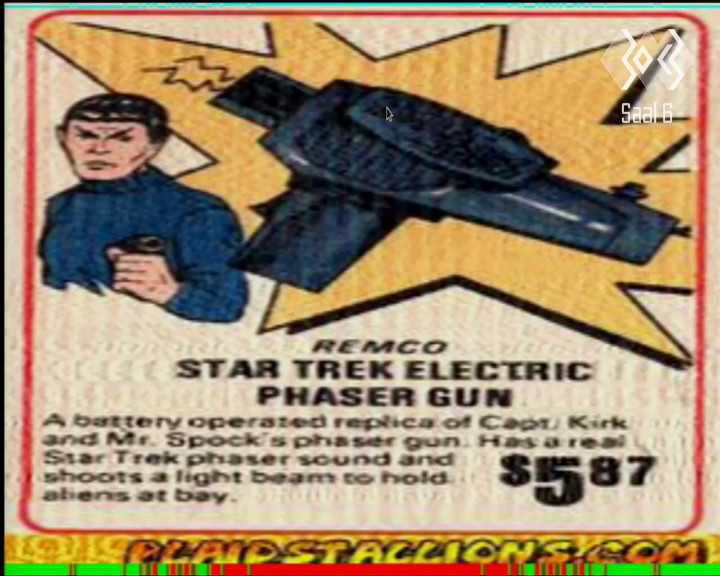 Saal 6
REMCO
STAR TREK ELECTRIC
PHASER GUN
A battery operated replica of Capt. Kirk
and Mr. Spock's phaser gun. Has a real
Star Trek phaser sound and
shoots a light beam to hold
aliens at bay.
$5 87
PLAIDSTALLIONS.COM